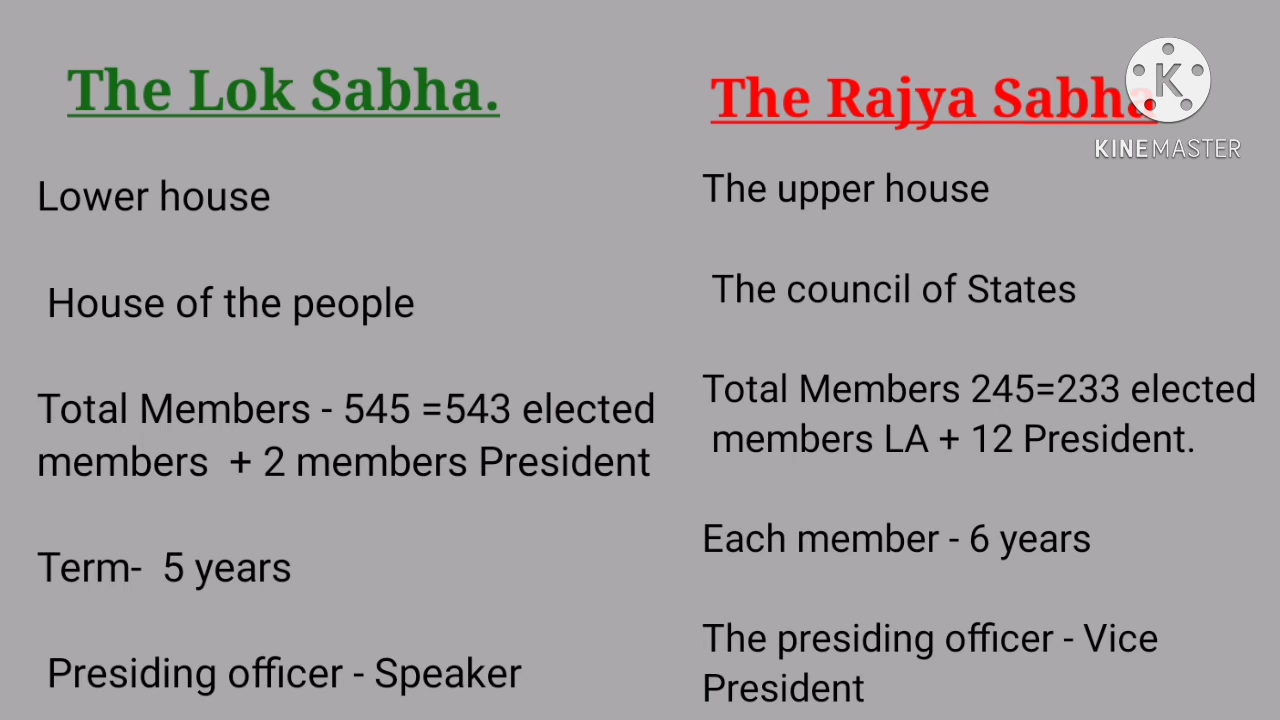 The Lok Sabha.
Lower house
House of the people
Total Members - 545 =543 elected
members + 2 members President
Term- 5 years
Presiding officer - Speaker
The Rajya Sabha
KINEMASTER
The upper house
The council of States
Total Members 245=233 elected
members LA + 12 President.
Each member - 6 years
The presiding officer - Vice
President